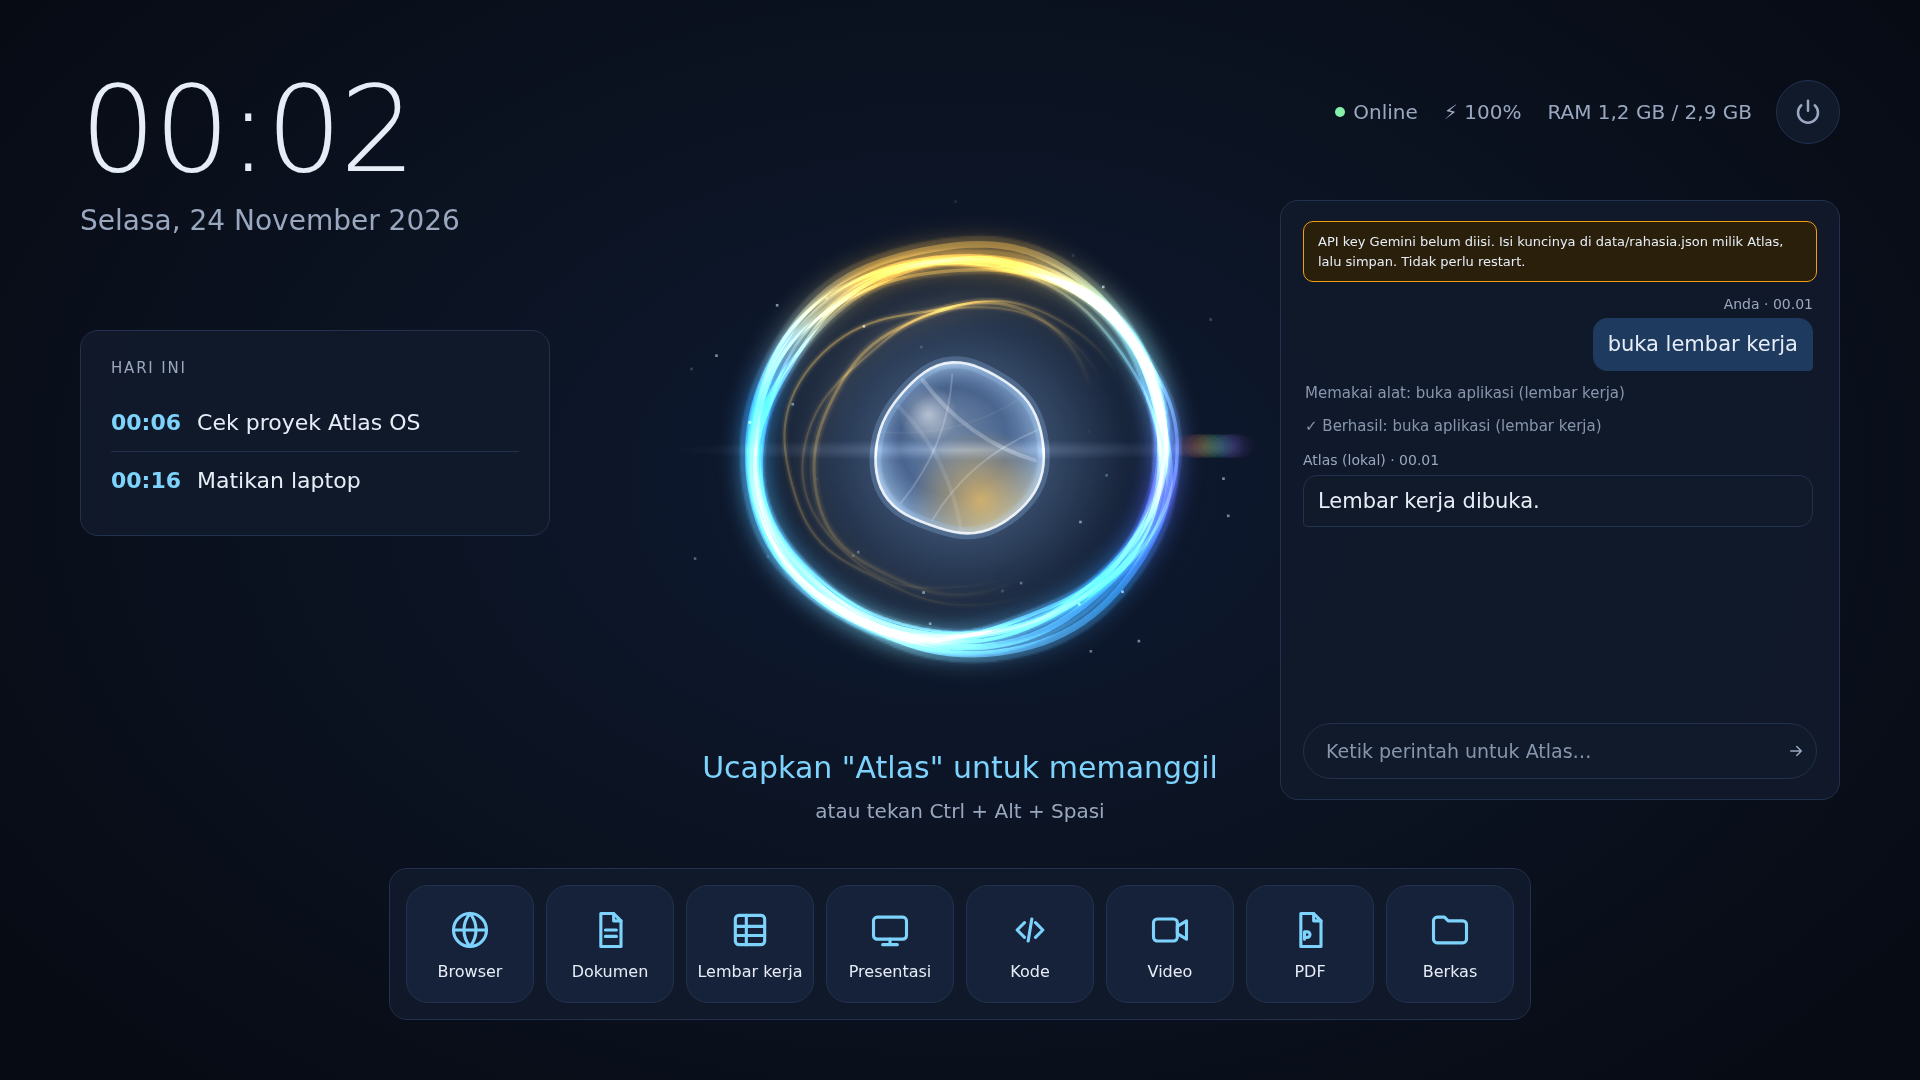 00:02
Selasa, 24 November 2026
Online ⚡ 100% RAM 1,2 GB / 2,9 GB
HARI INI
00:06 Cek proyek Atlas OS
00:16 Matikan laptop
API key Gemini belum diisi. Isi kuncinya di data/rahasia.json milik Atlas,
lalu simpan. Tidak perlu restart.
Anda · 00.01
buka lembar kerja
Memakai alat: buka aplikasi (lembar kerja)
✓ Berhasil: buka aplikasi (lembar kerja)
Atlas (lokal) · 00.01
Lembar kerja dibuka.
Ketik perintah untuk Atlas...
Ucapkan "Atlas" untuk memanggil
atau tekan Ctrl + Alt + Spasi
Browser Dokumen Lembar kerja Presentasi Kode Video PDF Berkas